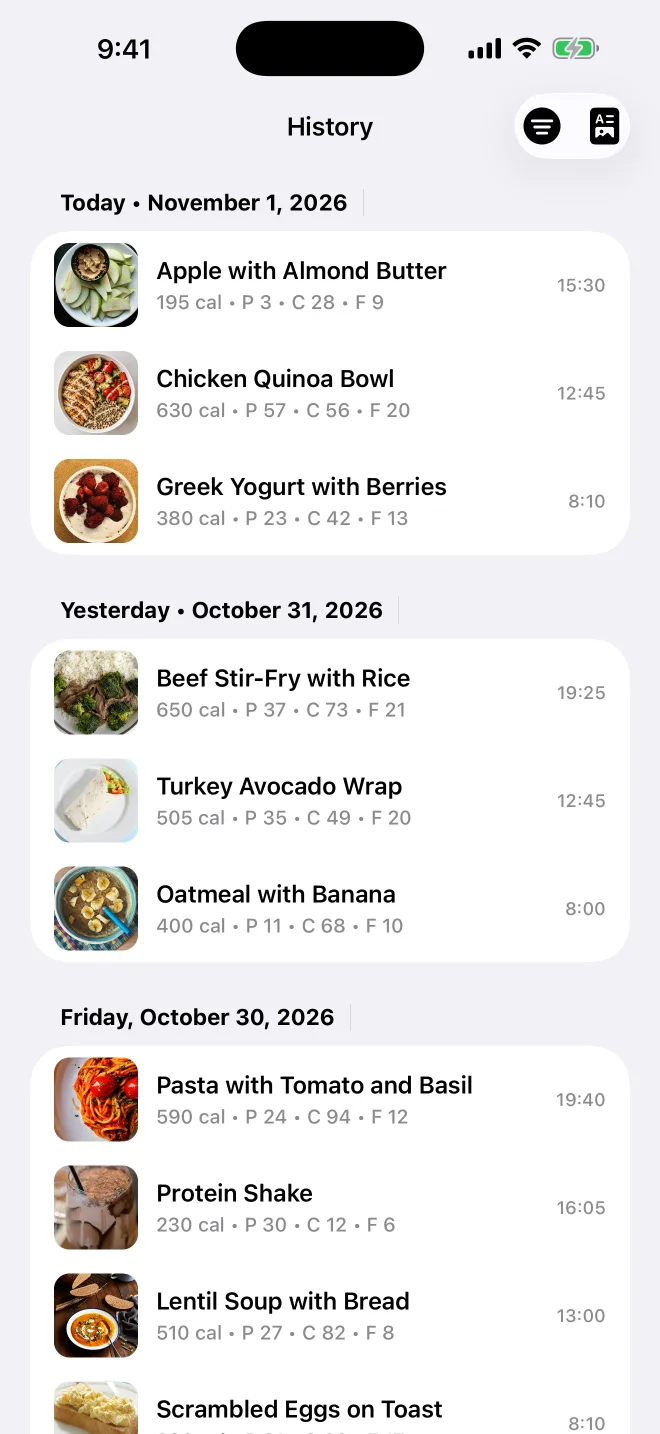 9:41
History
Today • November 1, 2026
Apple with Almond Butter
195 cal • P 3 • C 28 • F 9
15:30
Chicken Quinoa Bowl
630 cal • P 57 • C 56 • F 20
12:45
Greek Yogurt with Berries
380 cal • P 23 • C 42 • F 13
8:10
Yesterday • October 31, 2026
Beef Stir-Fry with Rice
650 cal • P 37 • C 73 • F 21
19:25
Turkey Avocado Wrap
505 cal • P 35 • C 49 • F 20
12:45
Oatmeal with Banana
400 cal • P 11 • C 68 • F 10
8:00
Friday, October 30, 2026
Pasta with Tomato and Basil
590 cal • P 24 • C 94 • F 12
19:40
Protein Shake
230 cal • P 30 • C 12 • F 6
16:05
Lentil Soup with Bread
510 cal • P 27 • C 82 • F 8
13:00
Scrambled Eggs on Toast
8:10